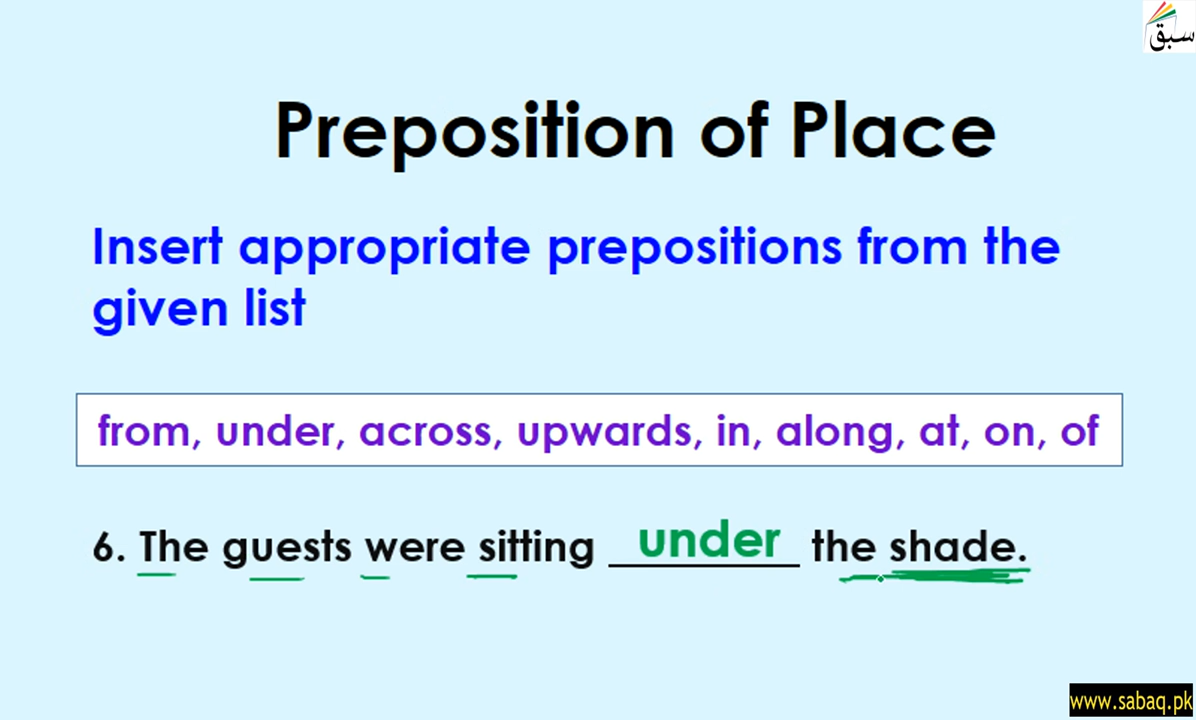 سبق
Preposition of Place
Insert appropriate prepositions from the
given list
from, under, across, upwards, in, along, at, on, of
6. The guests were sitting under the shade.
www.sabaq.pk